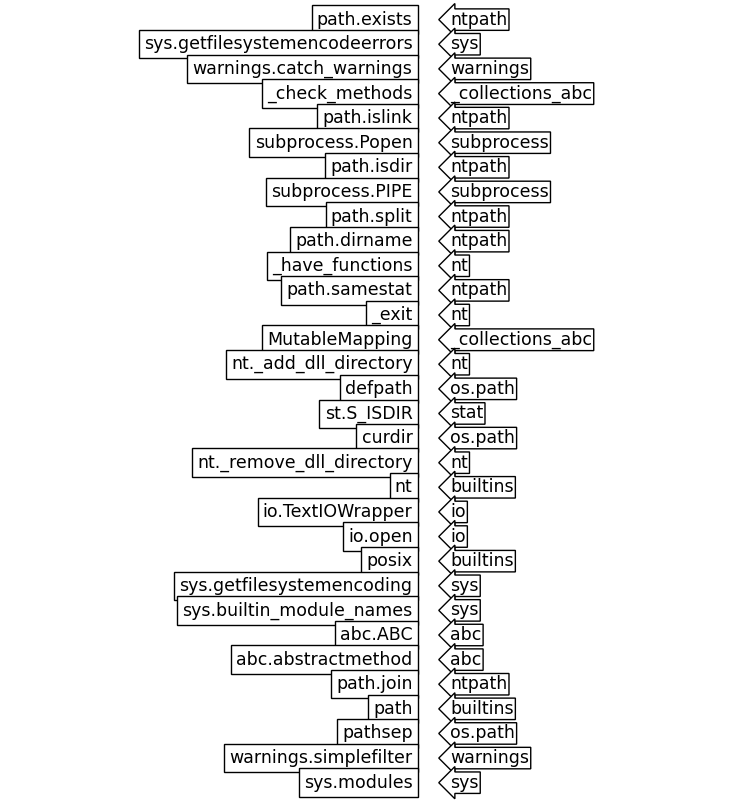 path.exists ntpath
sys.getfilesystemencodeerrors sys
warnings.catch_warnings warnings
_check_methods _collections_abc
path.islink ntpath
subprocess.Popen subprocess
path.isdir ntpath
subprocess.PIPE subprocess
path.split ntpath
path.dirname ntpath
_have_functions nt
path.samestat ntpath
_exit nt
MutableMapping _collections_abc
nt._add_dll_directory nt
defpath os.path
st.S_ISDIR stat
curdir os.path
nt._remove_dll_directory nt
nt builtins
io.TextIOWrapper io
io.open io
posix builtins
sys.getfilesystemencoding sys
sys.builtin_module_names sys
abc.ABC abc
abc.abstractmethod abc
path.join ntpath
path builtins
pathsep os.path
warnings.simplefilter warnings
sys.modules sys